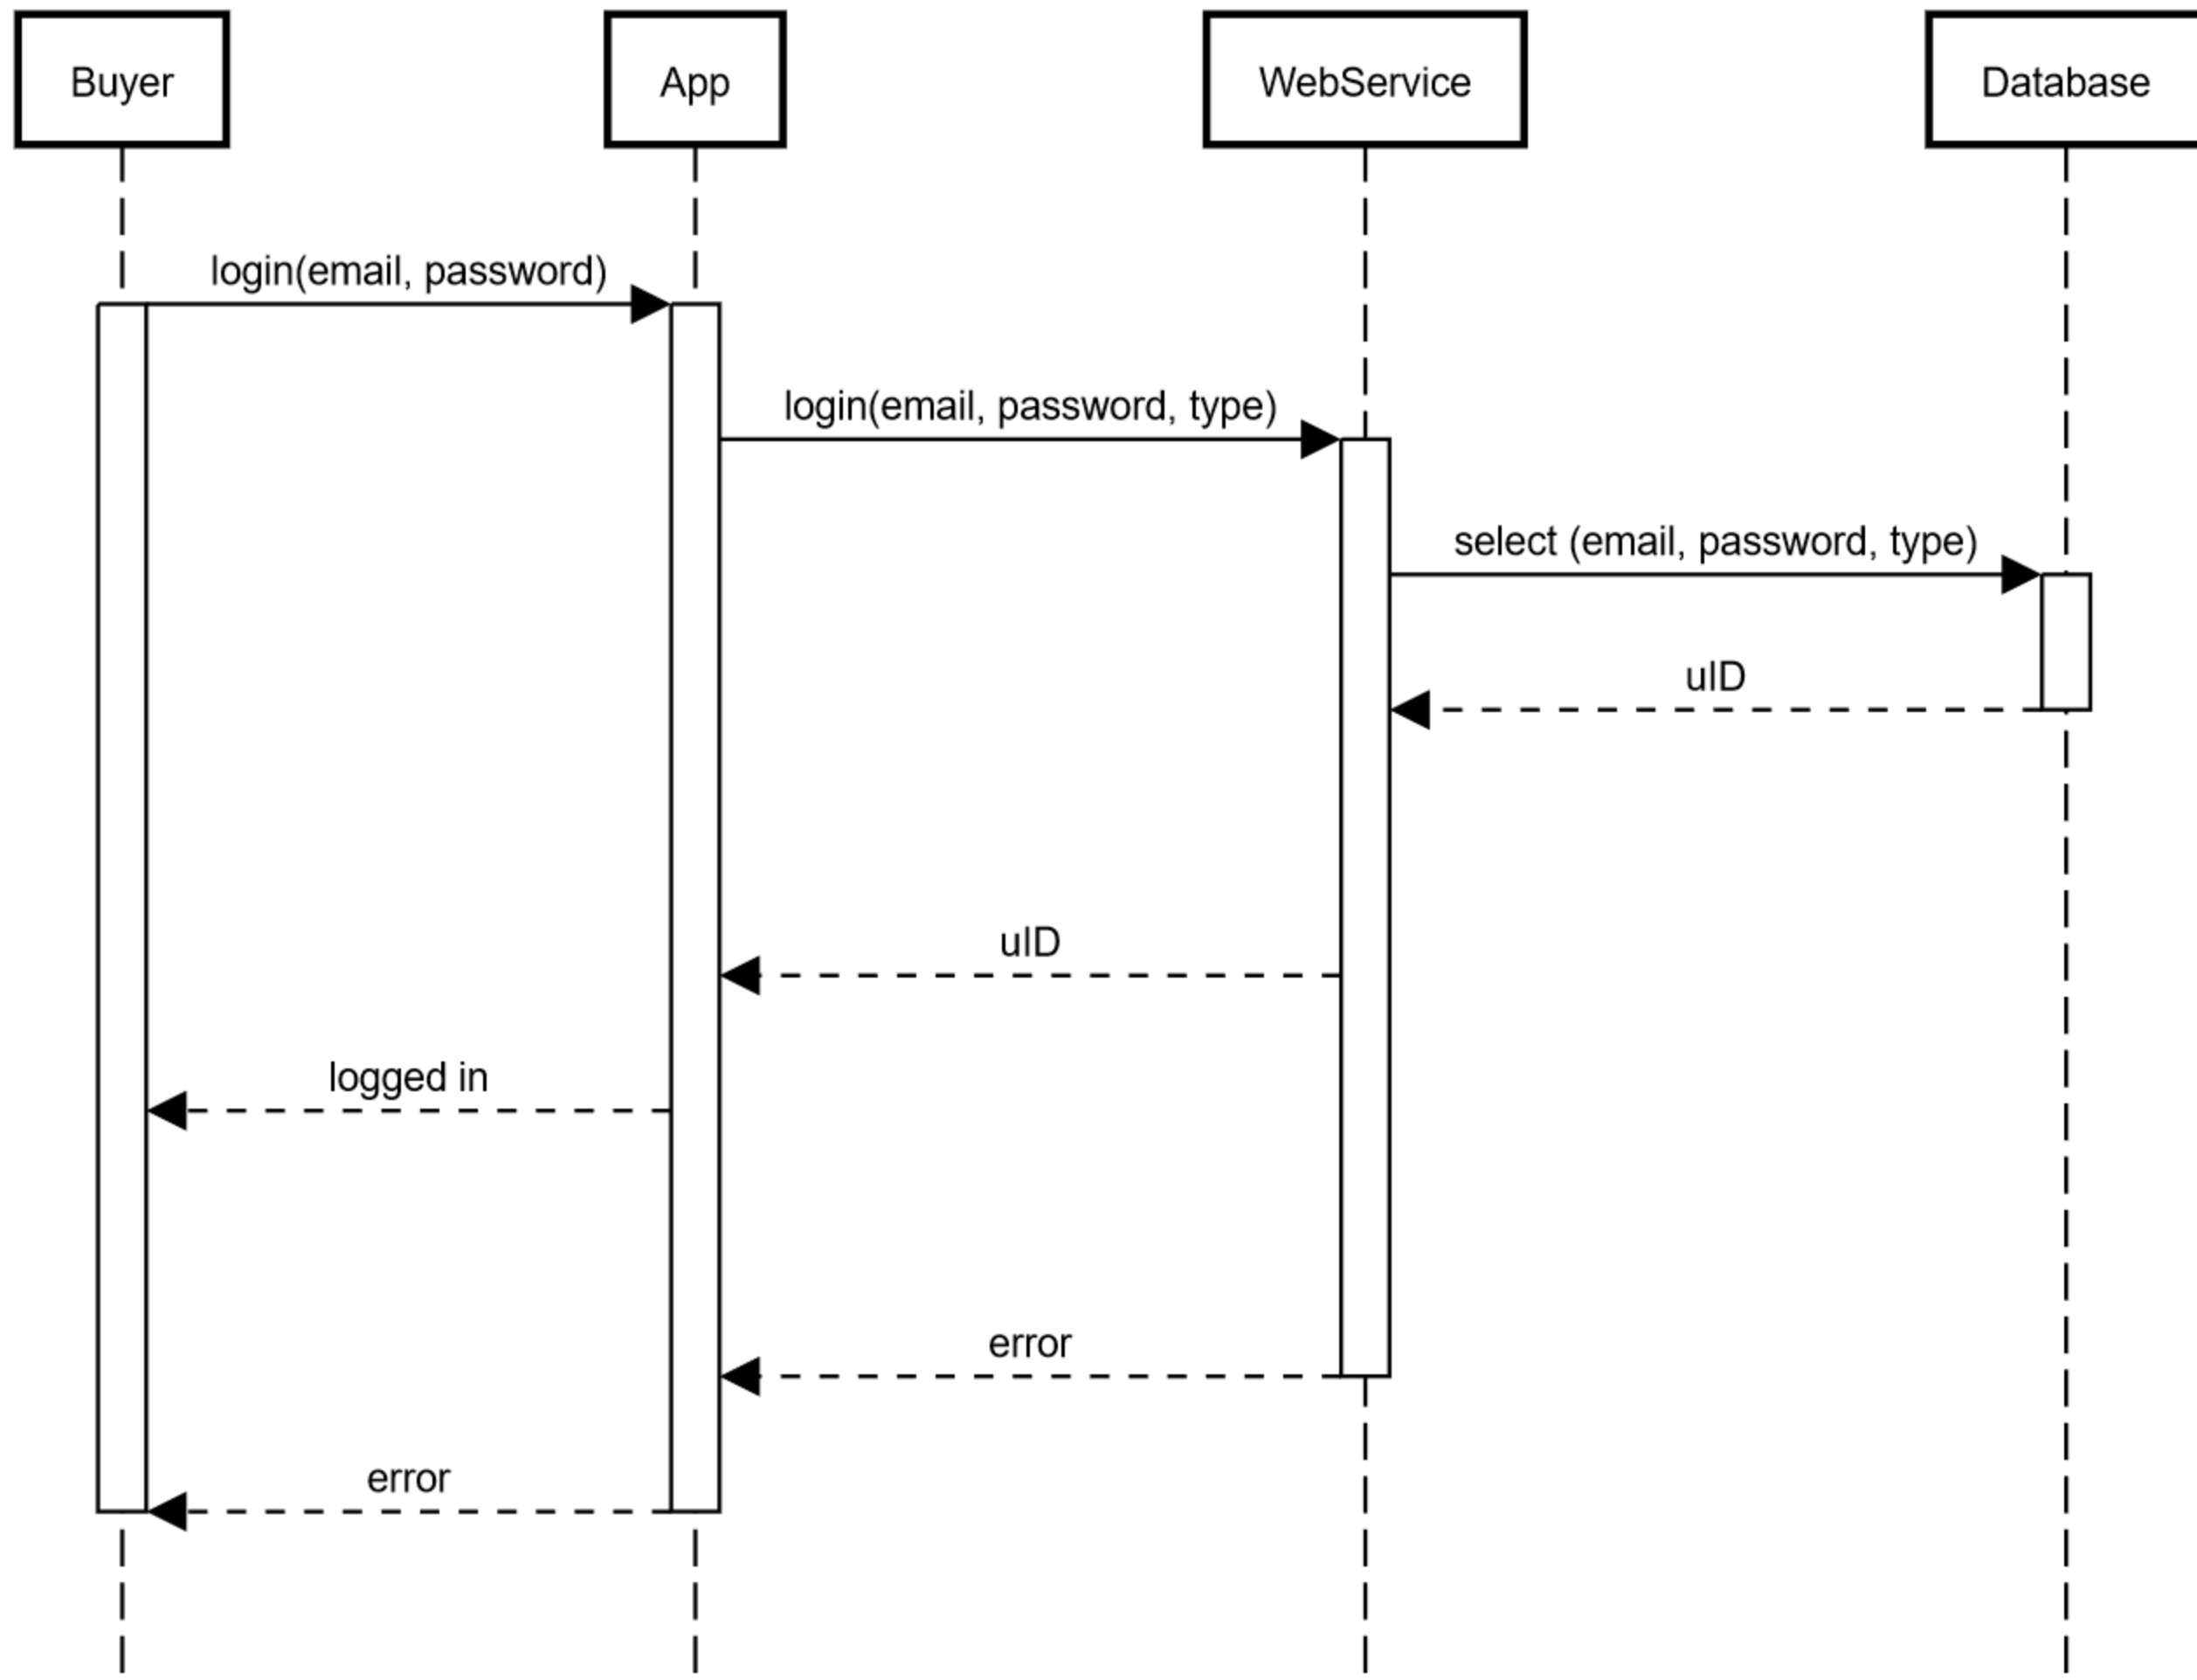 Buyer
App
WebService
Database
login(email, password)
login(email, password, type)
select (email, password, type)
uID
uID
logged in
error
error